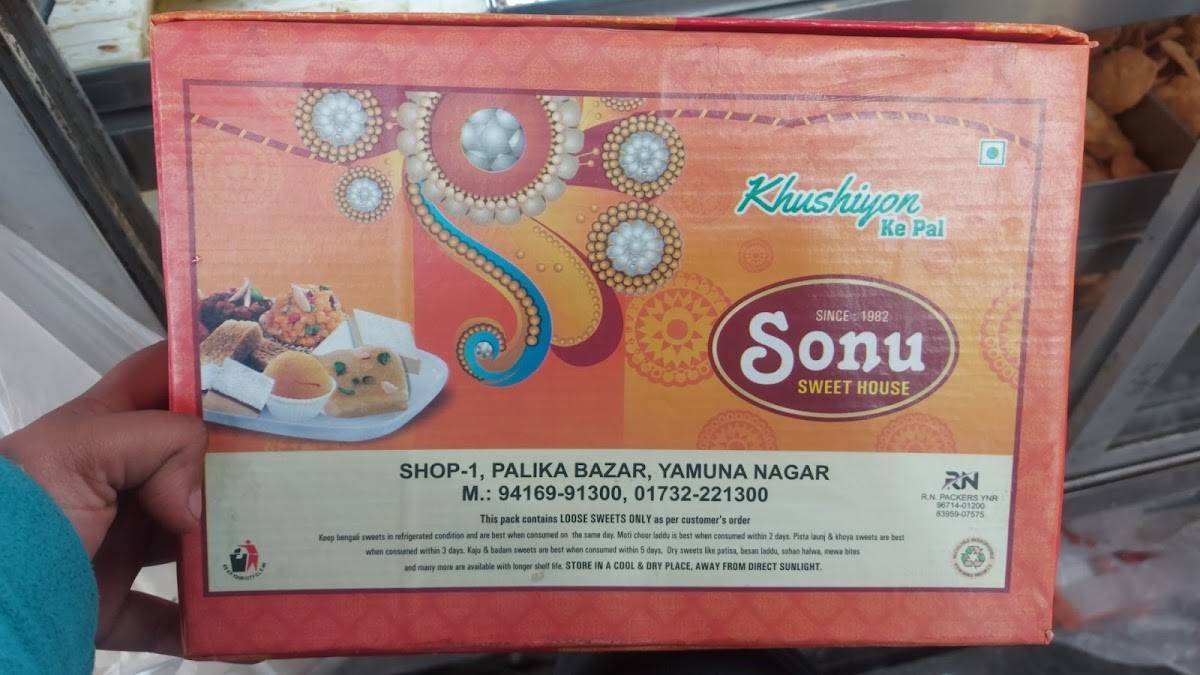 Khushiyon
Ke Pal
SINCE : 1982
Sonu
SWEET HOUSE
SHOP-1, PALIKA BAZAR, YAMUNA NAGAR
M.: 94169-91300, 01732-221300
RN
R.N. PACKERS YNR
96714-01200
83959-07575
This pack contains LOOSE SWEETS ONLY as per customer's order
Keep bengali sweets in refrigerated condition and are best when consumed on the same day. Moti choor laddu is best when consumed within 2 days. Pista launj & khoya sweets are best
when consumed within 3 days. Kaju & badam sweets are best when consumed within 5 days, Dry sweets like patisa, besan laddu, sohan halwa, mewa bites
and many more are available with longer shelf life. STORE IN A COOL & DRY PLACE, AWAY FROM DIRECT SUNLIGHT.